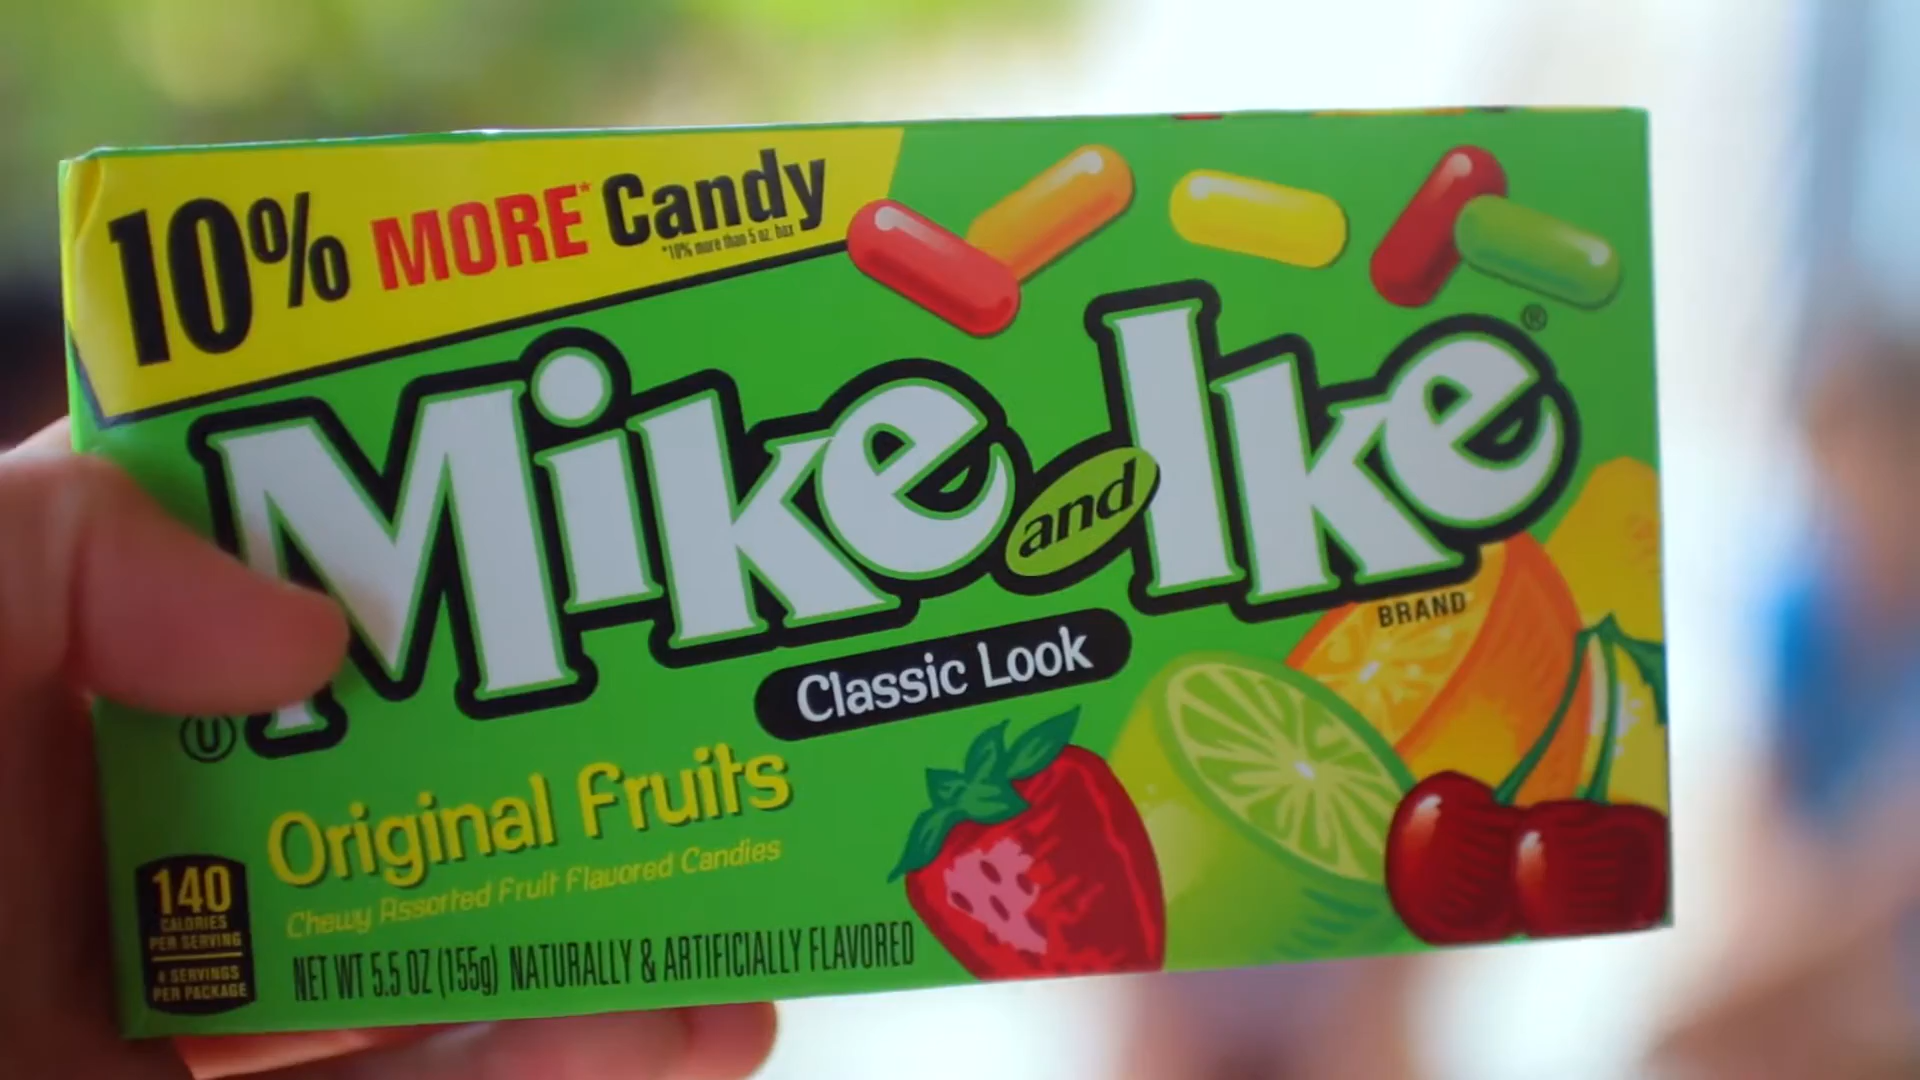 10% MORE* Candy
*10% more than 5 oz. box
Mike and Ike®
BRAND
Classic Look
U
Original Fruits
Chewy Assorted Fruit Flavored Candies
140
CALORIES
PER SERVING
4 SERVINGS
PER PACKAGE
NET WT 5.5 OZ (155g) NATURALLY & ARTIFICIALLY FLAVORED